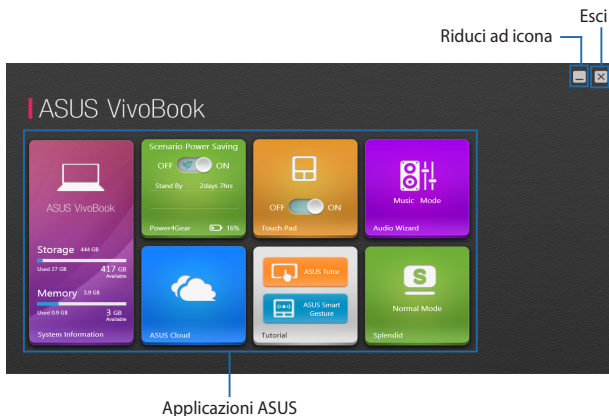 Esci
Riduci ad icona
ASUS VivoBook
ASUS VivoBook
Storage 444 GB
Used 27 GB 417 GB
Available
Memory 3.9 GB
Used 0.9 GB 3 GB
Available
System Information
Scenario Power Saving
OFF ON
Stand By 2days 7hrs
Power4Gear 16%
OFF ON
Touch Pad
Music Mode
Audio Wizard
ASUS Cloud
ASUS Tutor
ASUS Smart
Gesture
Tutorial
S
Normal Mode
Splendid
Applicazioni ASUS